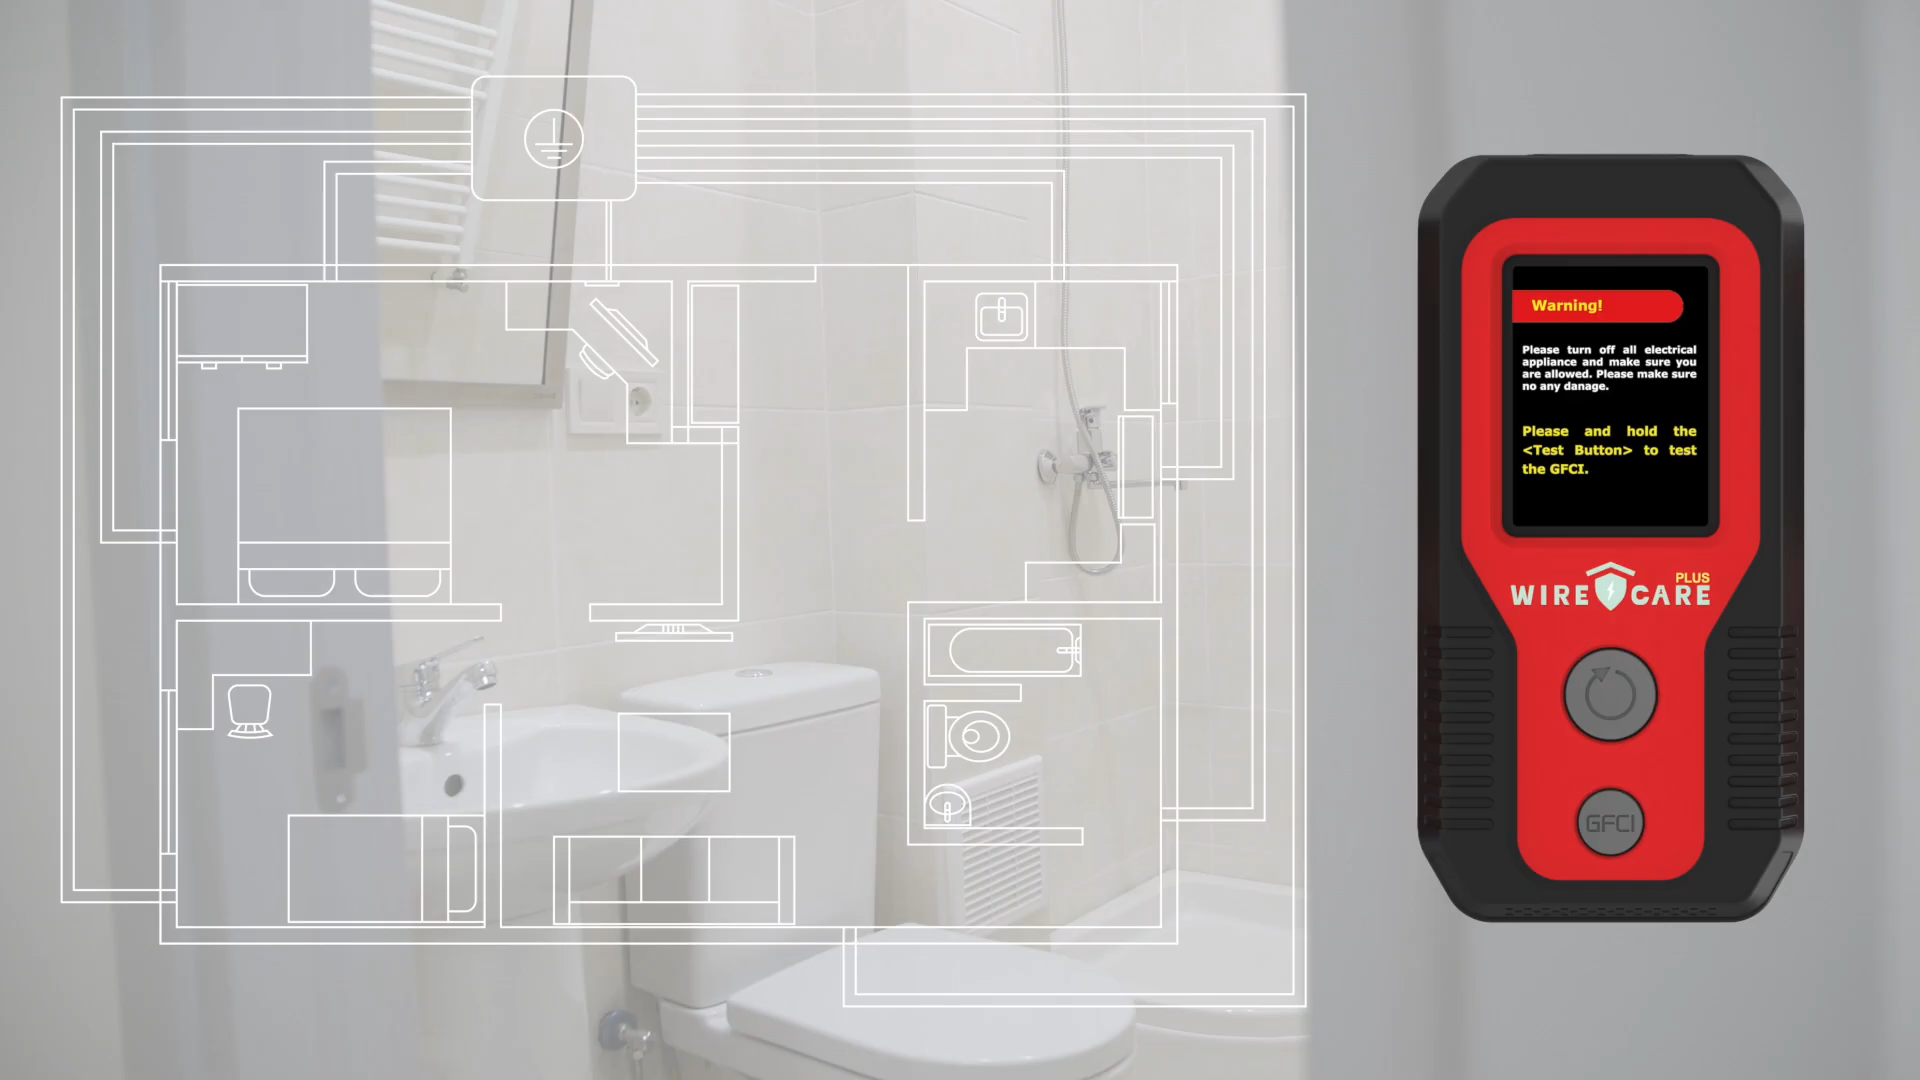 Warning!
Please turn off all electrical
appliance and make sure you
are allowed. Please make sure
no any damage.
Please and hold the
<Test Button> to test
the GFCI.
PLUS
WIRE CARE
GFCI